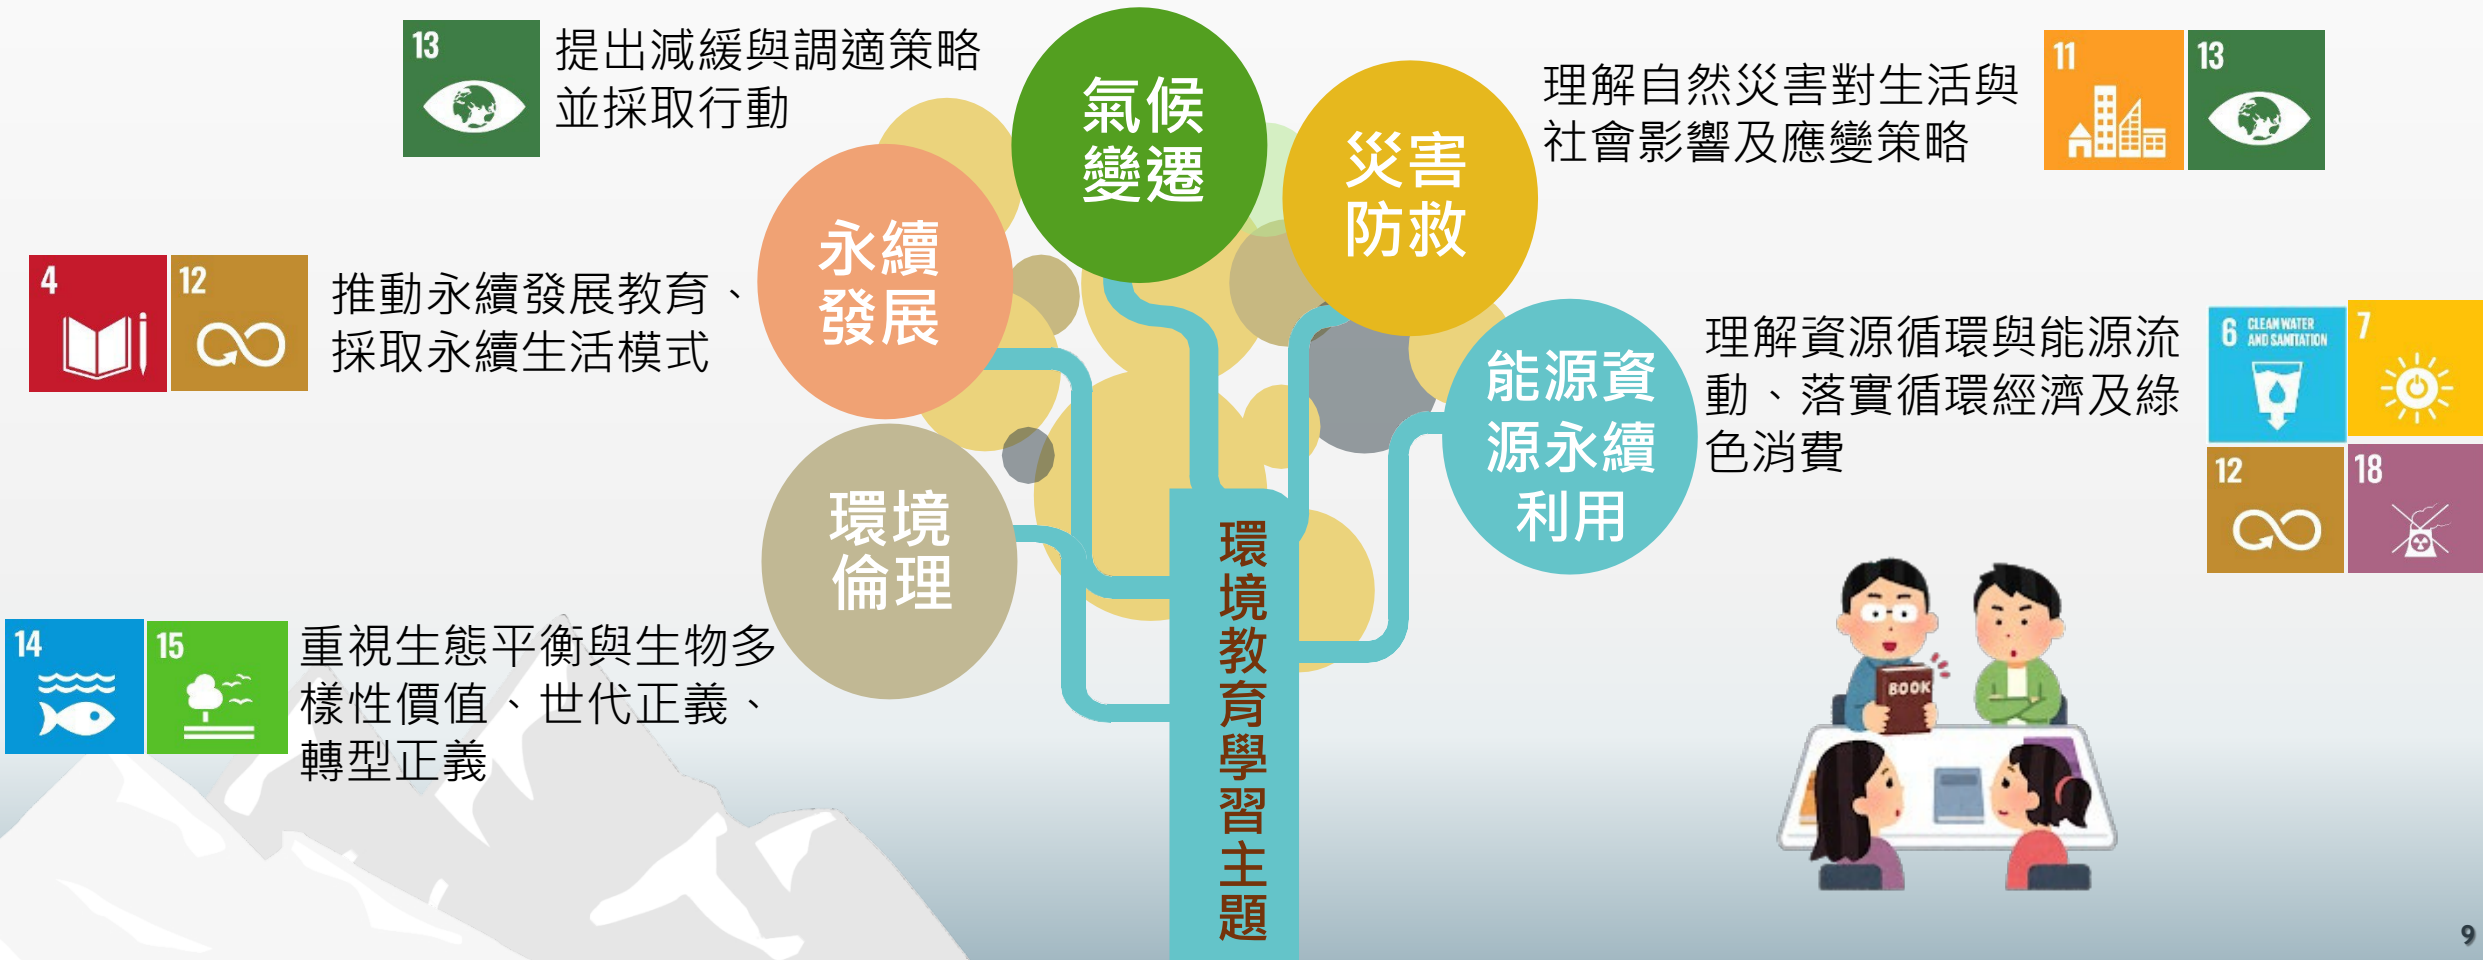 13
提出減緩與調適策略
並採取行動
氣候
變遷
災害
防救
理解自然災害對生活與
社會影響及應變策略
11
13
4
12
推動永續發展教育、
採取永續生活模式
永續
發展
能源資
源永續
利用
理解資源循環與能源流
動、落實循環經濟及綠
色消費
6 CLEAN WATER
AND SANITATION
7
12
18
環境
倫理
14
15
重視生態平衡與生物多
樣性價值、世代正義、
轉型正義
環境教育學習主題
BOOK
9